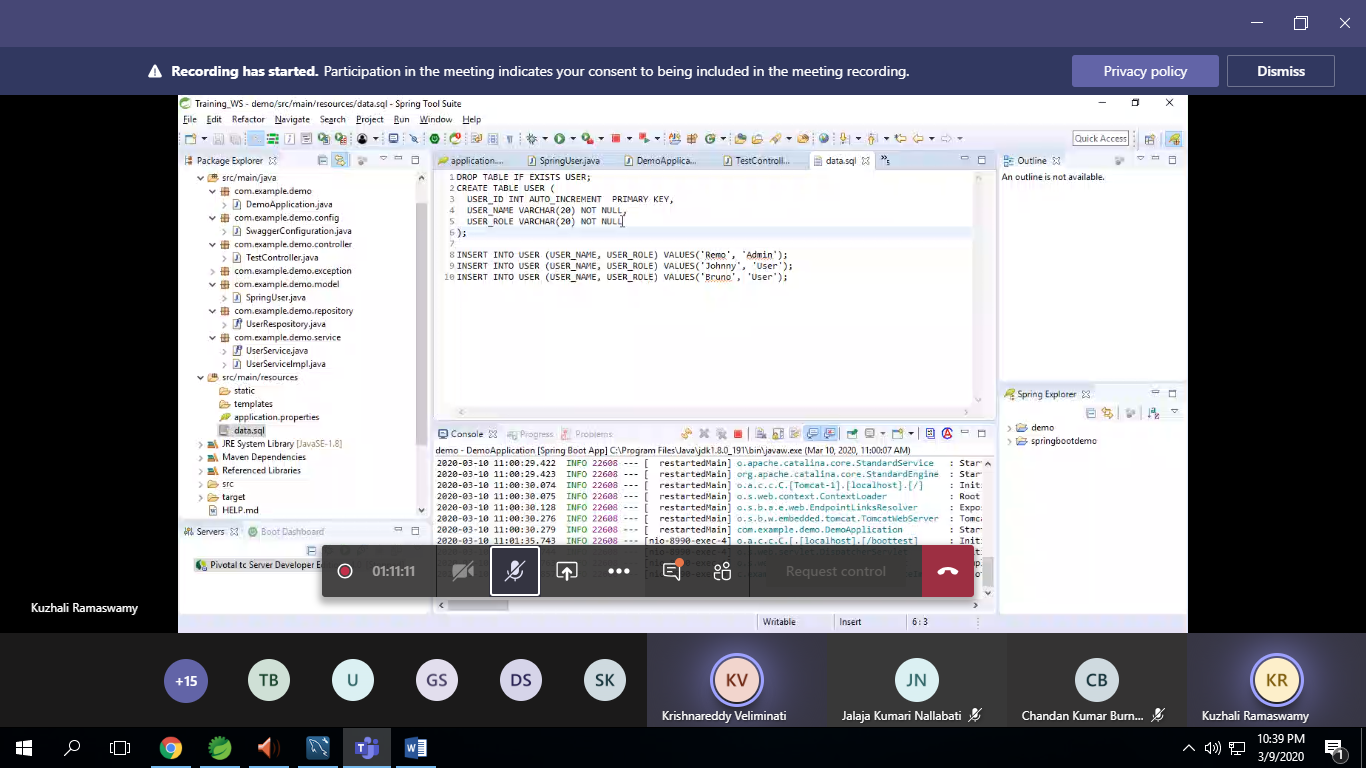 Recording has started. Participation in the meeting indicates your consent to being included in the meeting recording.
Privacy policy
Dismiss
Training_WS - demo/src/main/resources/data.sql - Spring Tool Suite
File Edit Refactor Navigate Search Project Run Window Help
Quick Access
Package Explorer
src/main/java
com.example.demo
DemoApplication.java
com.example.demo.config
SwaggerConfiguration.java
com.example.demo.controller
TestController.java
com.example.demo.exception
com.example.demo.model
SpringUser.java
com.example.demo.repository
UserRespository.java
com.example.demo.service
UserService.java
UserServiceImpl.java
src/main/resources
static
templates
application.properties
data.sql
JRE System Library [JavaSE-1.8]
Maven Dependencies
Referenced Libraries
src
target
HELP.md
Servers
Boot Dashboard
Pivotal tc Server Developer
application....
SpringUser.java
DemoApplica...
TestControll...
data.sql
5
1 DROP TABLE IF EXISTS USER;
2 CREATE TABLE USER (
3 USER_ID INT AUTO_INCREMENT  PRIMARY KEY,
4 USER_NAME VARCHAR(20) NOT NULL,
5 USER_ROLE VARCHAR(20) NOT NULL
6 );
7
8 INSERT INTO USER (USER_NAME, USER_ROLE) VALUES('Remo', 'Admin');
9 INSERT INTO USER (USER_NAME, USER_ROLE) VALUES('Johnny', 'User');
10 INSERT INTO USER (USER_NAME, USER_ROLE) VALUES('Bruno', 'User');
Outline
An outline is not available.
Spring Explorer
demo
springbootdemo
Console Progress Problems
demo - DemoApplication [Spring Boot App] C:\Program Files\Java\jdk1.8.0_191\bin\javaw.exe (Mar 10, 2020, 11:00:07 AM)
2020-03-10 11:00:29.422 INFO 22608 --- [ restartedMain] o.apache.catalina.core.StandardService : Star
2020-03-10 11:00:29.423 INFO 22608 --- [ restartedMain] org.apache.catalina.core.StandardEngine : Star
2020-03-10 11:00:30.074 INFO 22608 --- [ restartedMain] o.a.c.c.C.[Tomcat-1].[localhost].[/] : Init
2020-03-10 11:00:30.075 INFO 22608 --- [ restartedMain] o.s.web.context.ContextLoader : Root
2020-03-10 11:00:30.128 INFO 22608 --- [ restartedMain] o.s.b.a.e.web.EndpointLinksResolver : Expo
2020-03-10 11:00:30.276 INFO 22608 --- [ restartedMain] o.s.b.w.embedded.tomcat.TomcatWebServer : Tomc
2020-03-10 11:00:30.279 INFO 22608 --- [ restartedMain] com.example.demo.DemoApplication : Star
2020-03-10 11:01:35.743 INFO 22608 --- [nio-8990-exec-4] o.a.c.c.C.[.[localhost].[/boottest] : Init
01:11:11
Request control
Writable
Insert
6 : 3
Kuzhali Ramaswamy
+15
TB
U
GS
DS
SK
KV
Krishnareddy Veliminati
JN
Jalaja Kumari Nallabati
CB
Chandan Kumar Burn...
KR
Kuzhali Ramaswamy
10:39 PM
3/9/2020
1